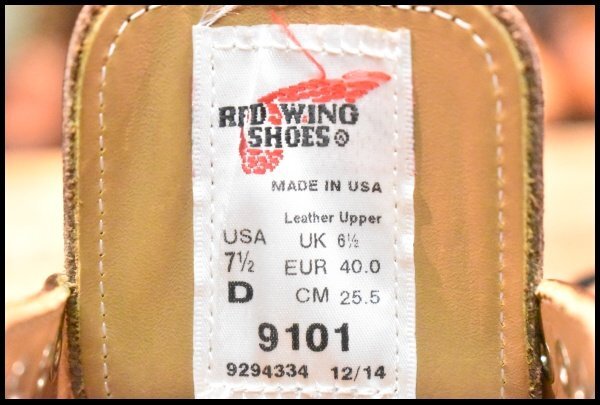 RED WING
SHOES
MADE IN USA
Leather Upper
USA UK 6½
7½ EUR 40.0
D CM 25.5
9101
9294334 12/14